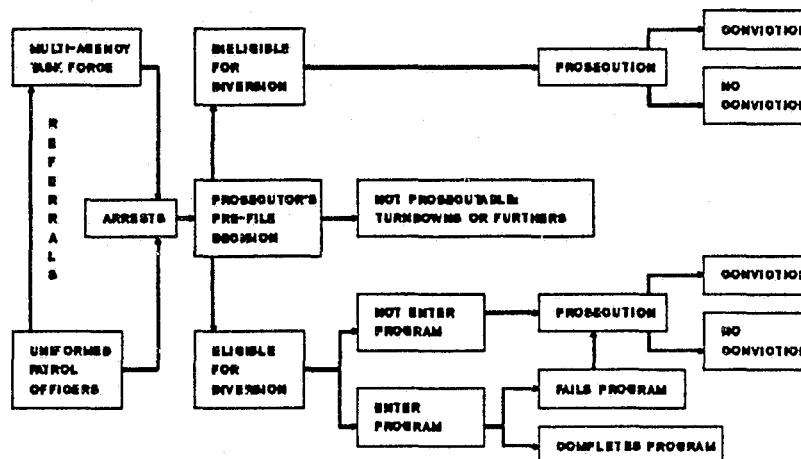 MULTI-AGENCY
TASK FORCE
REFERRALS
UNIFORMED
PATROL
OFFICERS
ARRESTS
INELIGIBLE
FOR
DIVERSION
PROSECUTOR'S
PRE-FILE
DECISION
ELIGIBLE
FOR
DIVERSION
NOT PROSECUTABLE:
TURNDOWNS OR FURTHERS
NOT ENTER
PROGRAM
ENTER
PROGRAM
PROSECUTION
CONVICTION
NO
CONVICTION
PROSECUTION
FAILS PROGRAM
COMPLETES PROGRAM
CONVICTION
NO
CONVICTION